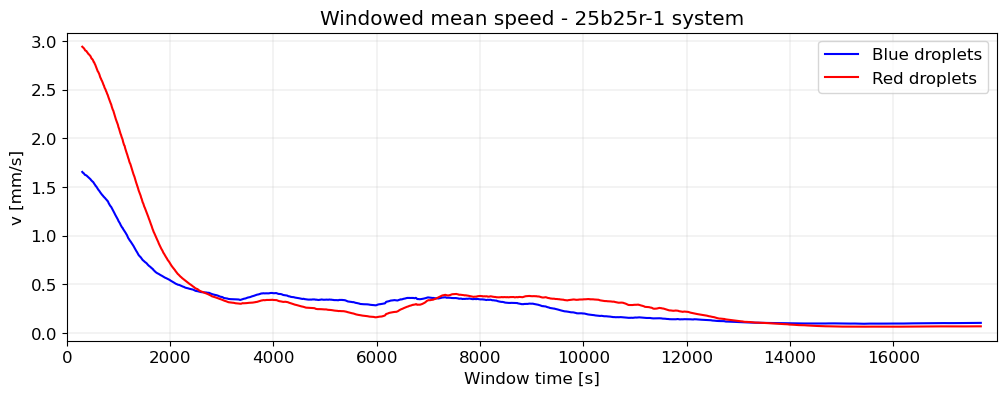 Windowed mean speed - 25b25r-1 system
v [mm/s]
3.0
2.5
2.0
1.5
1.0
0.5
0.0
Blue droplets
Red droplets
0 2000 4000 6000 8000 10000 12000 14000 16000
Window time [s]